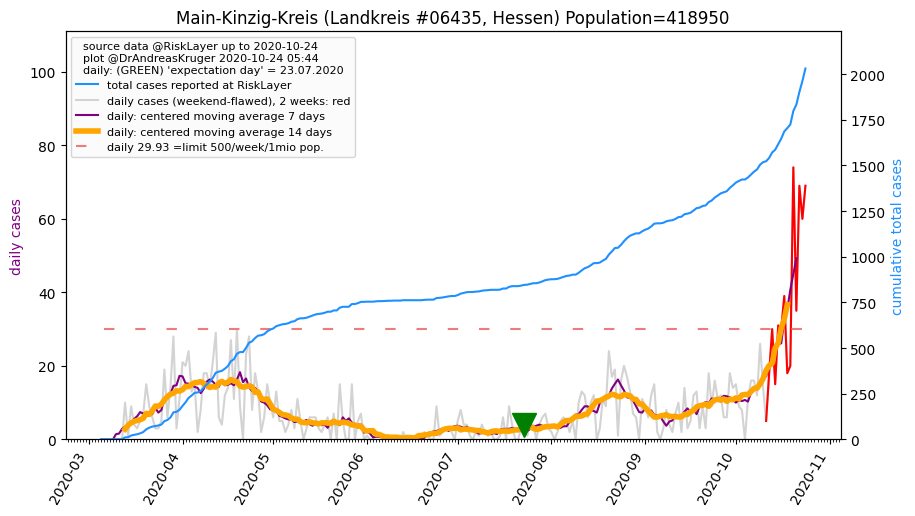 Main-Kinzig-Kreis (Landkreis #06435, Hessen) Population=418950
source data @RiskLayer up to 2020-10-24
plot @DrAndreasKruger 2020-10-24 05:44
daily: (GREEN) 'expectation day' = 23.07.2020
total cases reported at RiskLayer
daily cases (weekend-flawed), 2 weeks: red
daily: centered moving average 7 days
daily: centered moving average 14 days
daily 29.93 =limit 500/week/1mio pop.
daily cases
100
80
60
40
20
0
cumulative total cases
2000
1750
1500
1250
1000
750
500
250
0
2020-03
2020-04
2020-05
2020-06
2020-07
2020-08
2020-09
2020-10
2020-11